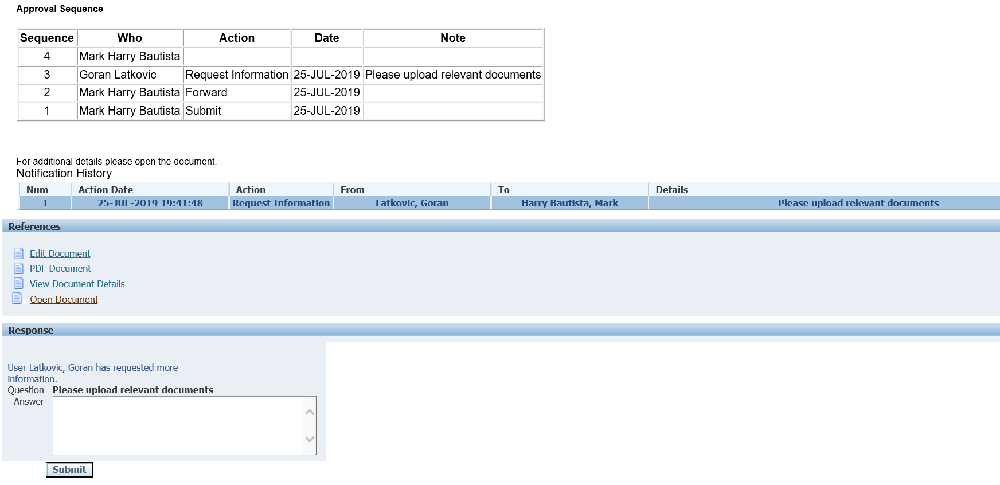 Approval Sequence
Sequence Who Action Date Note
4 Mark Harry Bautista
3 Goran Latkovic Request Information 25-JUL-2019 Please upload relevant documents
2 Mark Harry Bautista Forward 25-JUL-2019
1 Mark Harry Bautista Submit 25-JUL-2019
For additional details please open the document.
Notification History
Num Action Date Action From To Details
1 25-JUL-2019 19:41:48 Request Information Latkovic, Goran Harry Bautista, Mark Please upload relevant documents
References
Edit Document
PDF Document
View Document Details
Open Document
Response
User Latkovic, Goran has requested more
information.
Question Please upload relevant documents
Answer
Submit